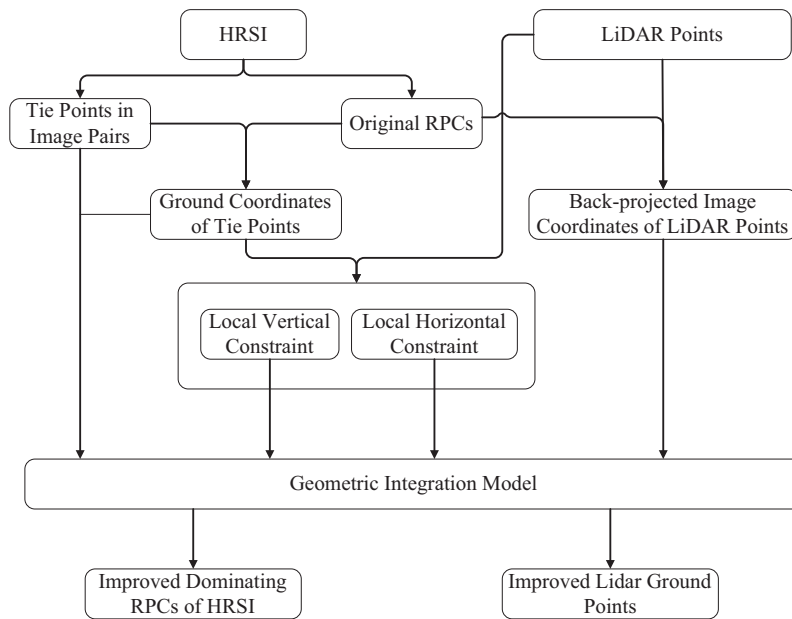 HRSI
LiDAR Points
Tie Points in
Image Pairs
Original RPCs
Ground Coordinates
of Tie Points
Back-projected Image
Coordinates of LiDAR Points
Local Vertical
Constraint
Local Horizontal
Constraint
Geometric Integration Model
Improved Dominating
RPCs of HRSI
Improved Lidar Ground
Points